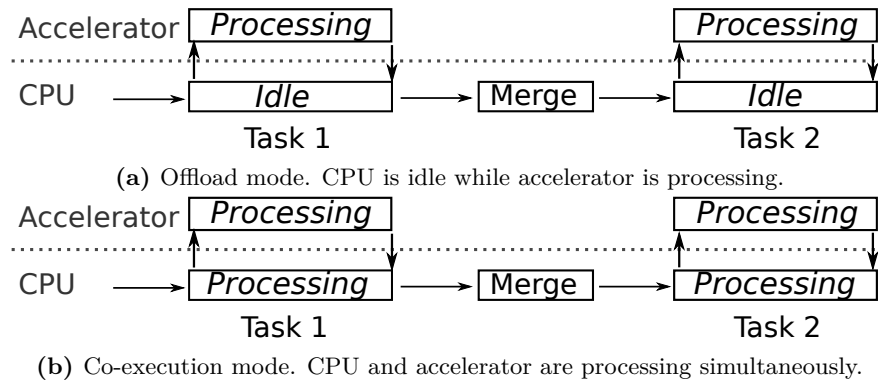 Accelerator Processing Processing
CPU Idle Merge Idle
Task 1 Task 2
(a) Offload mode. CPU is idle while accelerator is processing.
Accelerator Processing Processing
CPU Processing Merge Processing
Task 1 Task 2
(b) Co-execution mode. CPU and accelerator are processing simultaneously.